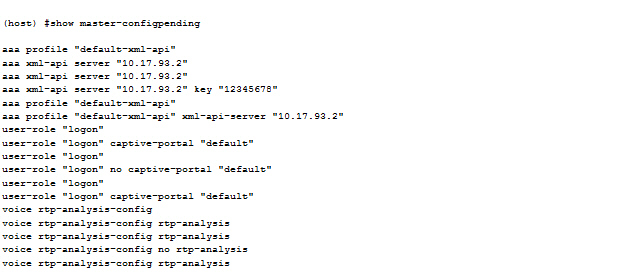 (host) #show master-configpending
aaa profile "default-xml-api"
aaa xml-api server "10.17.93.2"
aaa xml-api server "10.17.93.2"
aaa xml-api server "10.17.93.2" key "12345678"
aaa profile "default-xml-api"
aaa profile "default-xml-api" xml-api-server "10.17.93.2"
user-role "logon"
user-role "logon" captive-portal "default"
user-role "logon"
user-role "logon" no captive-portal "default"
user-role "logon"
user-role "logon" captive-portal "default"
voice rtp-analysis-config
voice rtp-analysis-config rtp-analysis
voice rtp-analysis-config rtp-analysis
voice rtp-analysis-config no rtp-analysis
voice rtp-analysis-config rtp-analysis